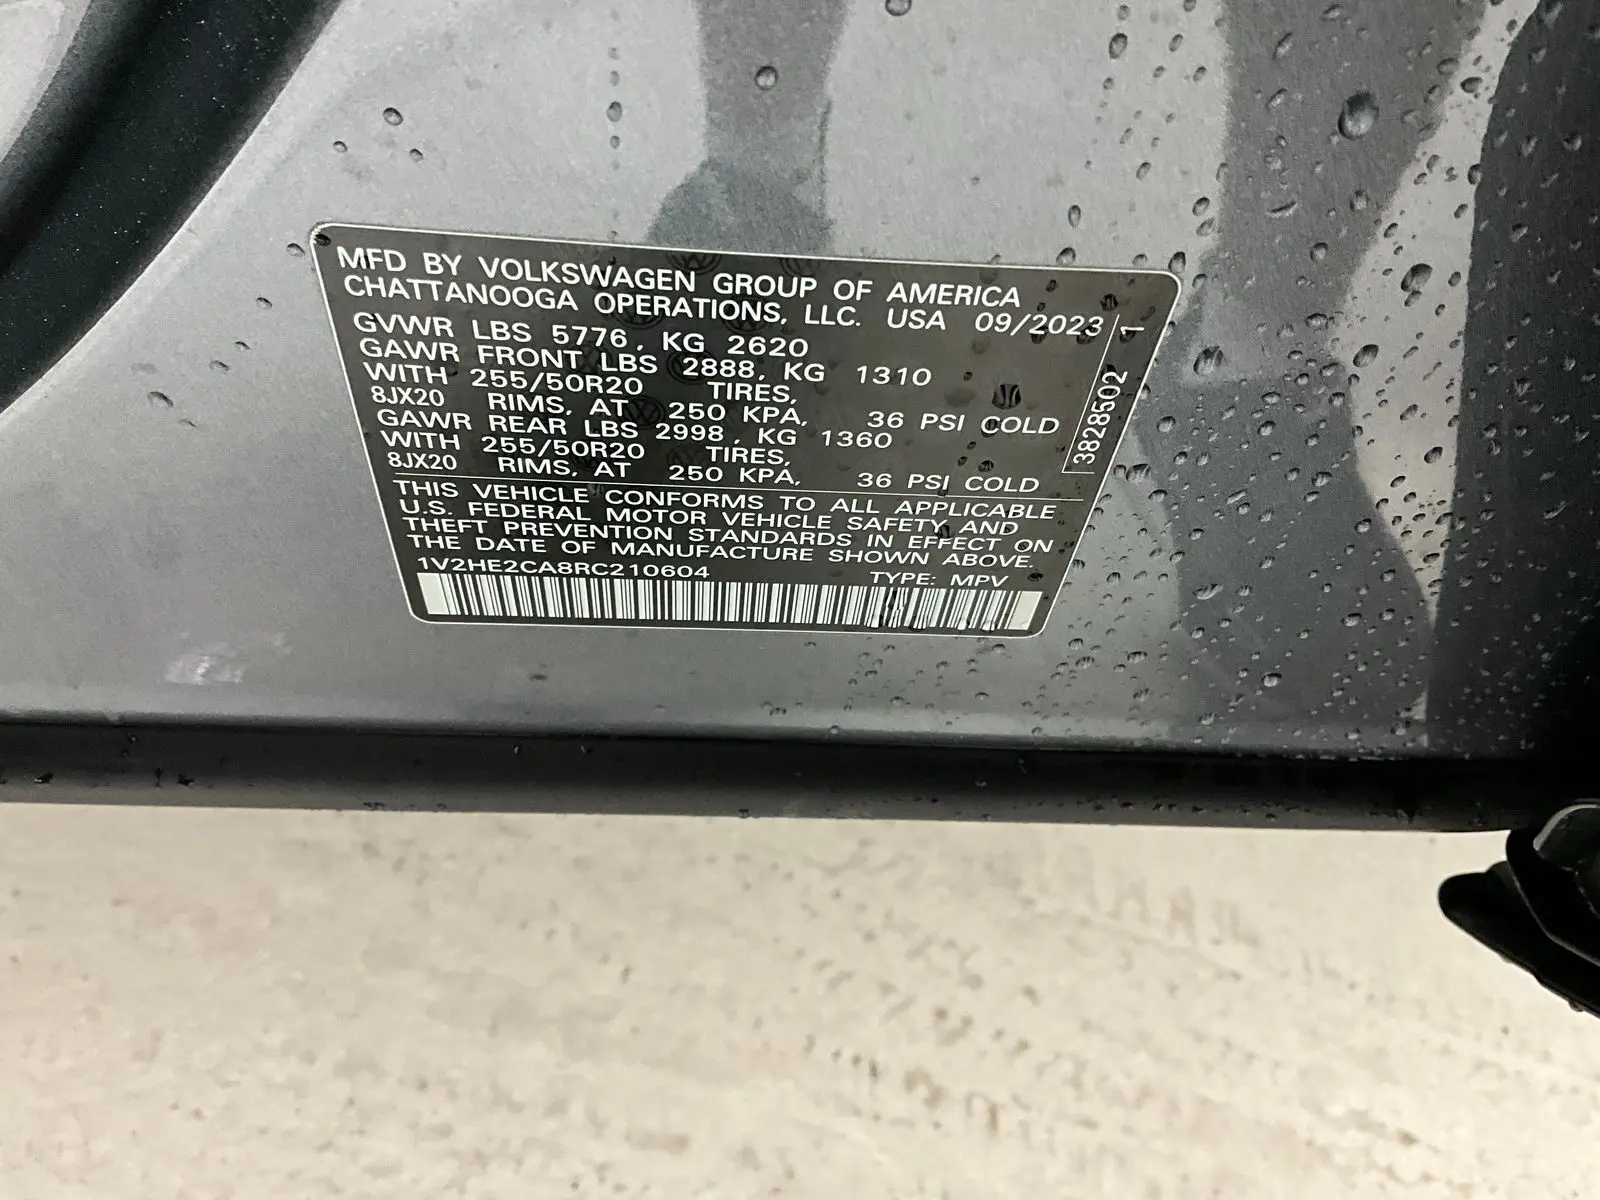 MFD BY VOLKSWAGEN GROUP OF AMERICA
CHATTANOOGA OPERATIONS, LLC. USA 09/2023
GVWR LBS 5776, KG 2620
GAWR FRONT LBS 2888, KG 1310
WITH 255/50R20 TIRES,
8JX20 RIMS, AT 250 KPA, 36 PSI COLD
GAWR REAR LBS 2998, KG 1360
WITH 255/50R20 TIRES,
8JX20 RIMS, AT 250 KPA, 36 PSI COLD
3828502 1
THIS VEHICLE CONFORMS TO ALL APPLICABLE
U.S. FEDERAL MOTOR VEHICLE SAFETY AND
THEFT PREVENTION STANDARDS IN EFFECT ON
THE DATE OF MANUFACTURE SHOWN ABOVE.
1V2HE2CA8RC210604 TYPE: MPV